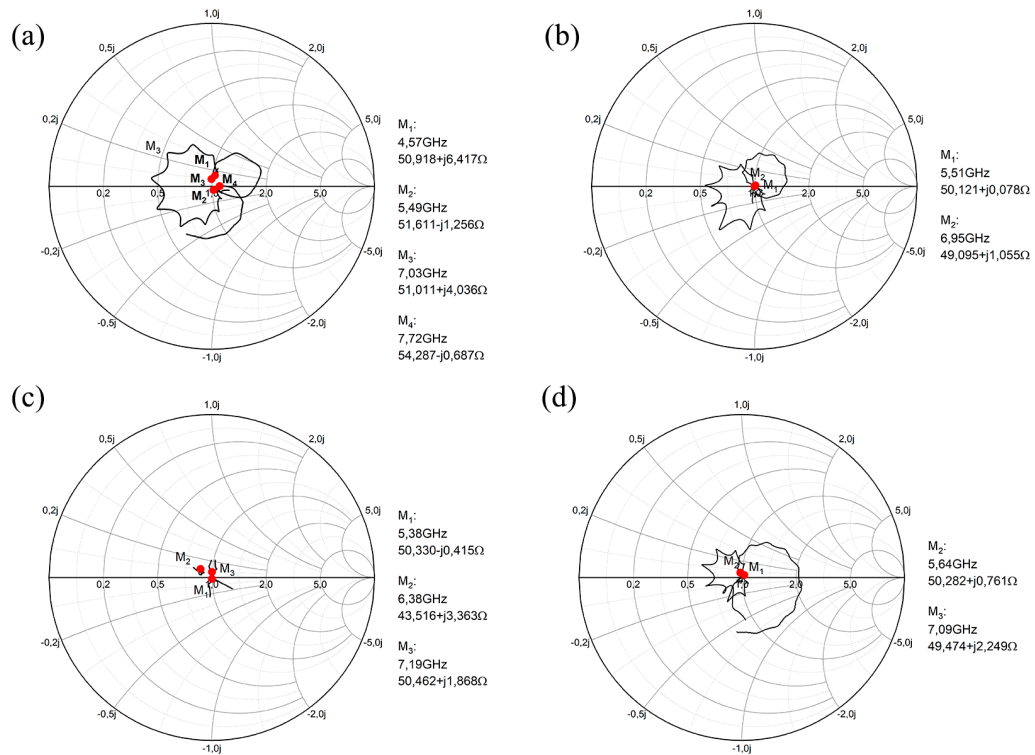 (a)
1,0j
0,5j
2,0j
0,2j
5,0j
M3
M1
M3
M4
M2
0,2
0,5
1,0
2,0
5,0
-0,2j
-5,0j
-0,5j
-2,0j
-1,0j
M1:
4,57GHz
50,918+j6,417Ω
M2:
5,49GHz
51,611-j1,256Ω
M3:
7,03GHz
51,011+j4,036Ω
M4:
7,72GHz
54,287-j0,687Ω
(b)
1,0j
0,5j
2,0j
0,2j
5,0j
M2
M1
0,2
0,5
1,0
2,0
5,0
-0,2j
-5,0j
-0,5j
-2,0j
-1,0j
M1:
5,51GHz
50,121+j0,078Ω
M2:
6,95GHz
49,095+j1,055Ω
(c)
1,0j
0,5j
2,0j
0,2j
5,0j
M2
M3
M1
0,2
0,5
1,0
2,0
5,0
-0,2j
-5,0j
-0,5j
-2,0j
-1,0j
M1:
5,38GHz
50,330-j0,415Ω
M2:
6,38GHz
43,516+j3,363Ω
M3:
7,19GHz
50,462+j1,868Ω
(d)
1,0j
0,5j
2,0j
0,2j
5,0j
M2
M1
0,2
0,5
1,0
2,0
5,0
-0,2j
-5,0j
-0,5j
-2,0j
-1,0j
M2:
5,64GHz
50,282+j0,761Ω
M3:
7,09GHz
49,474+j2,249Ω